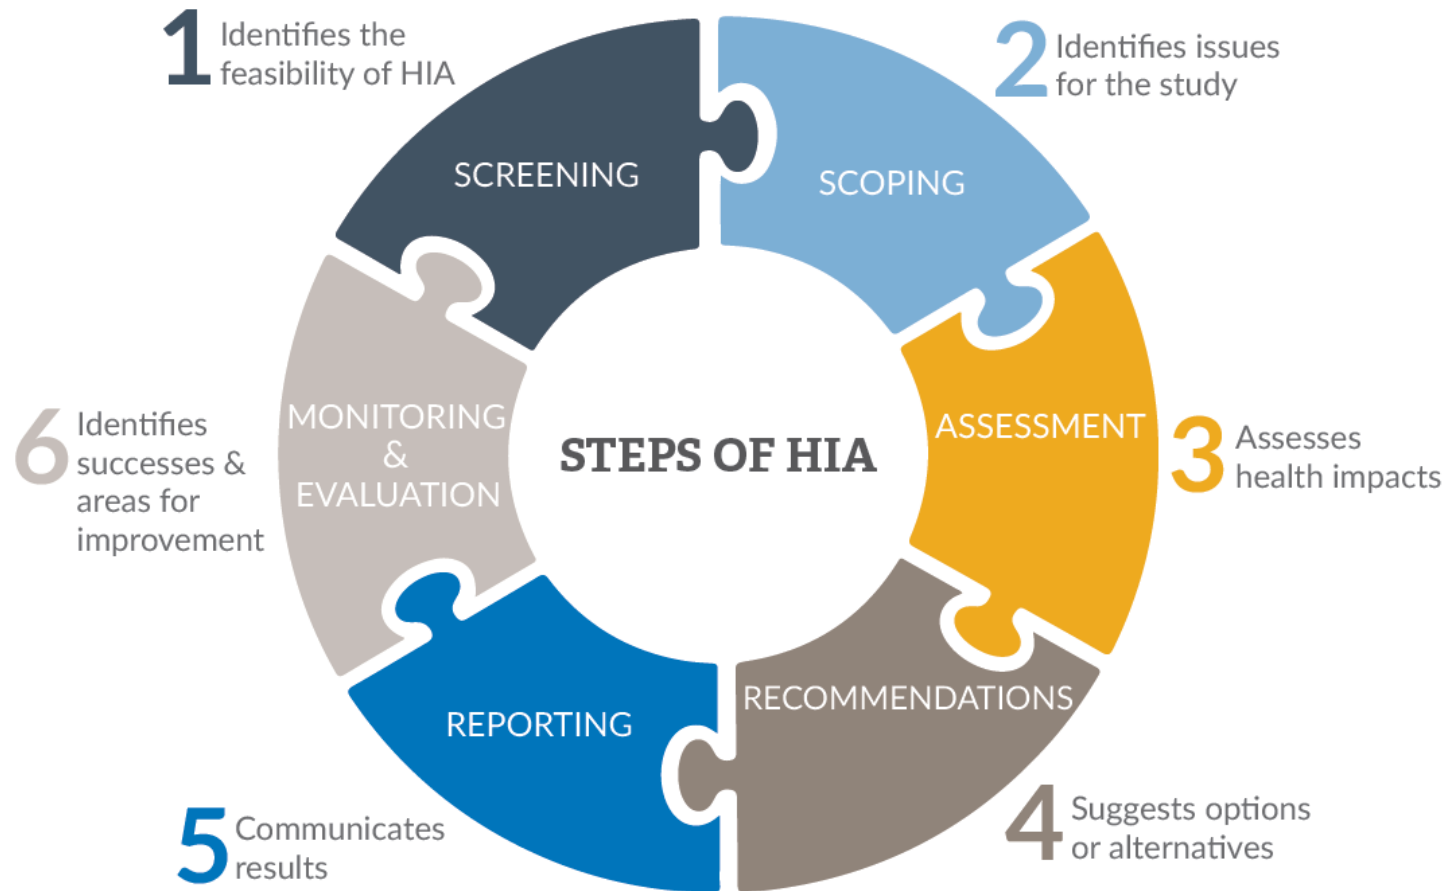 1 Identifies the
feasibility of HIA
SCREENING
2 Identifies issues
for the study
SCOPING
3 Assesses
health impacts
ASSESSMENT
4 Suggests options
or alternatives
RECOMMENDATIONS
5 Communicates
results
REPORTING
6 Identifies
successes &
areas for
improvement
MONITORING
&
EVALUATION
STEPS OF HIA